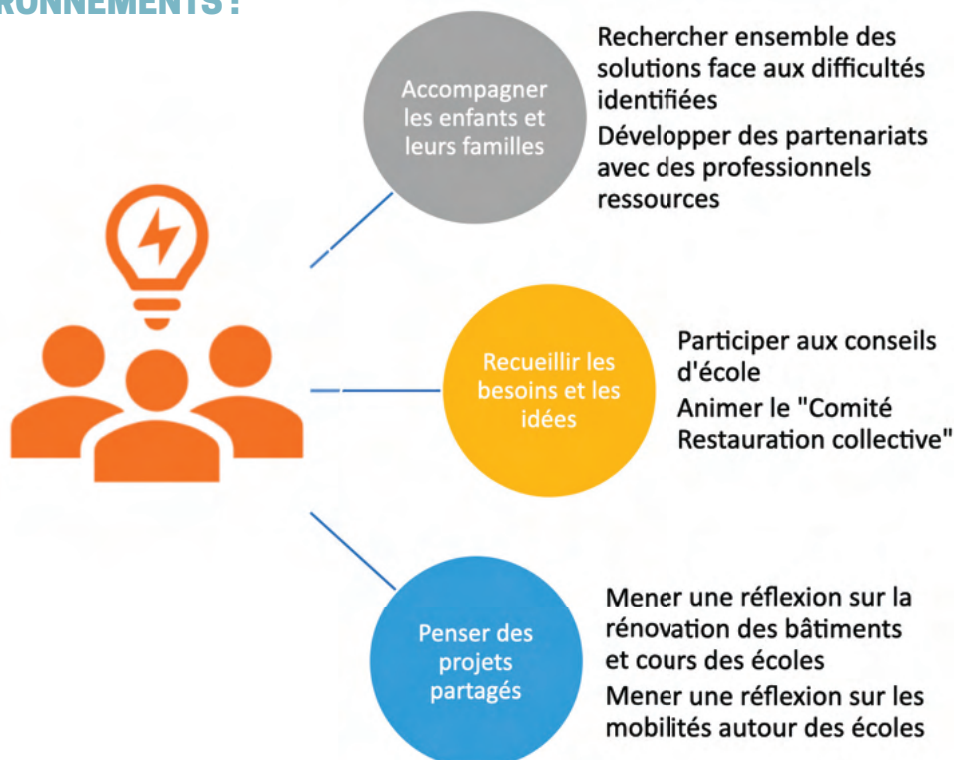 RONNEMENTS :
Accompagner
les enfants et
leurs familles
Rechercher ensemble des
solutions face aux difficultés
identifiées
Développer des partenariats
avec des professionnels
ressources
Recueillir les
besoins et les
idées
Participer aux conseils
d'école
Animer le "Comité
Restauration collective"
Penser des
projets
partagés
Mener une réflexion sur la
rénovation des bâtiments
et cours des écoles
Mener une réflexion sur les
mobilités autour des écoles